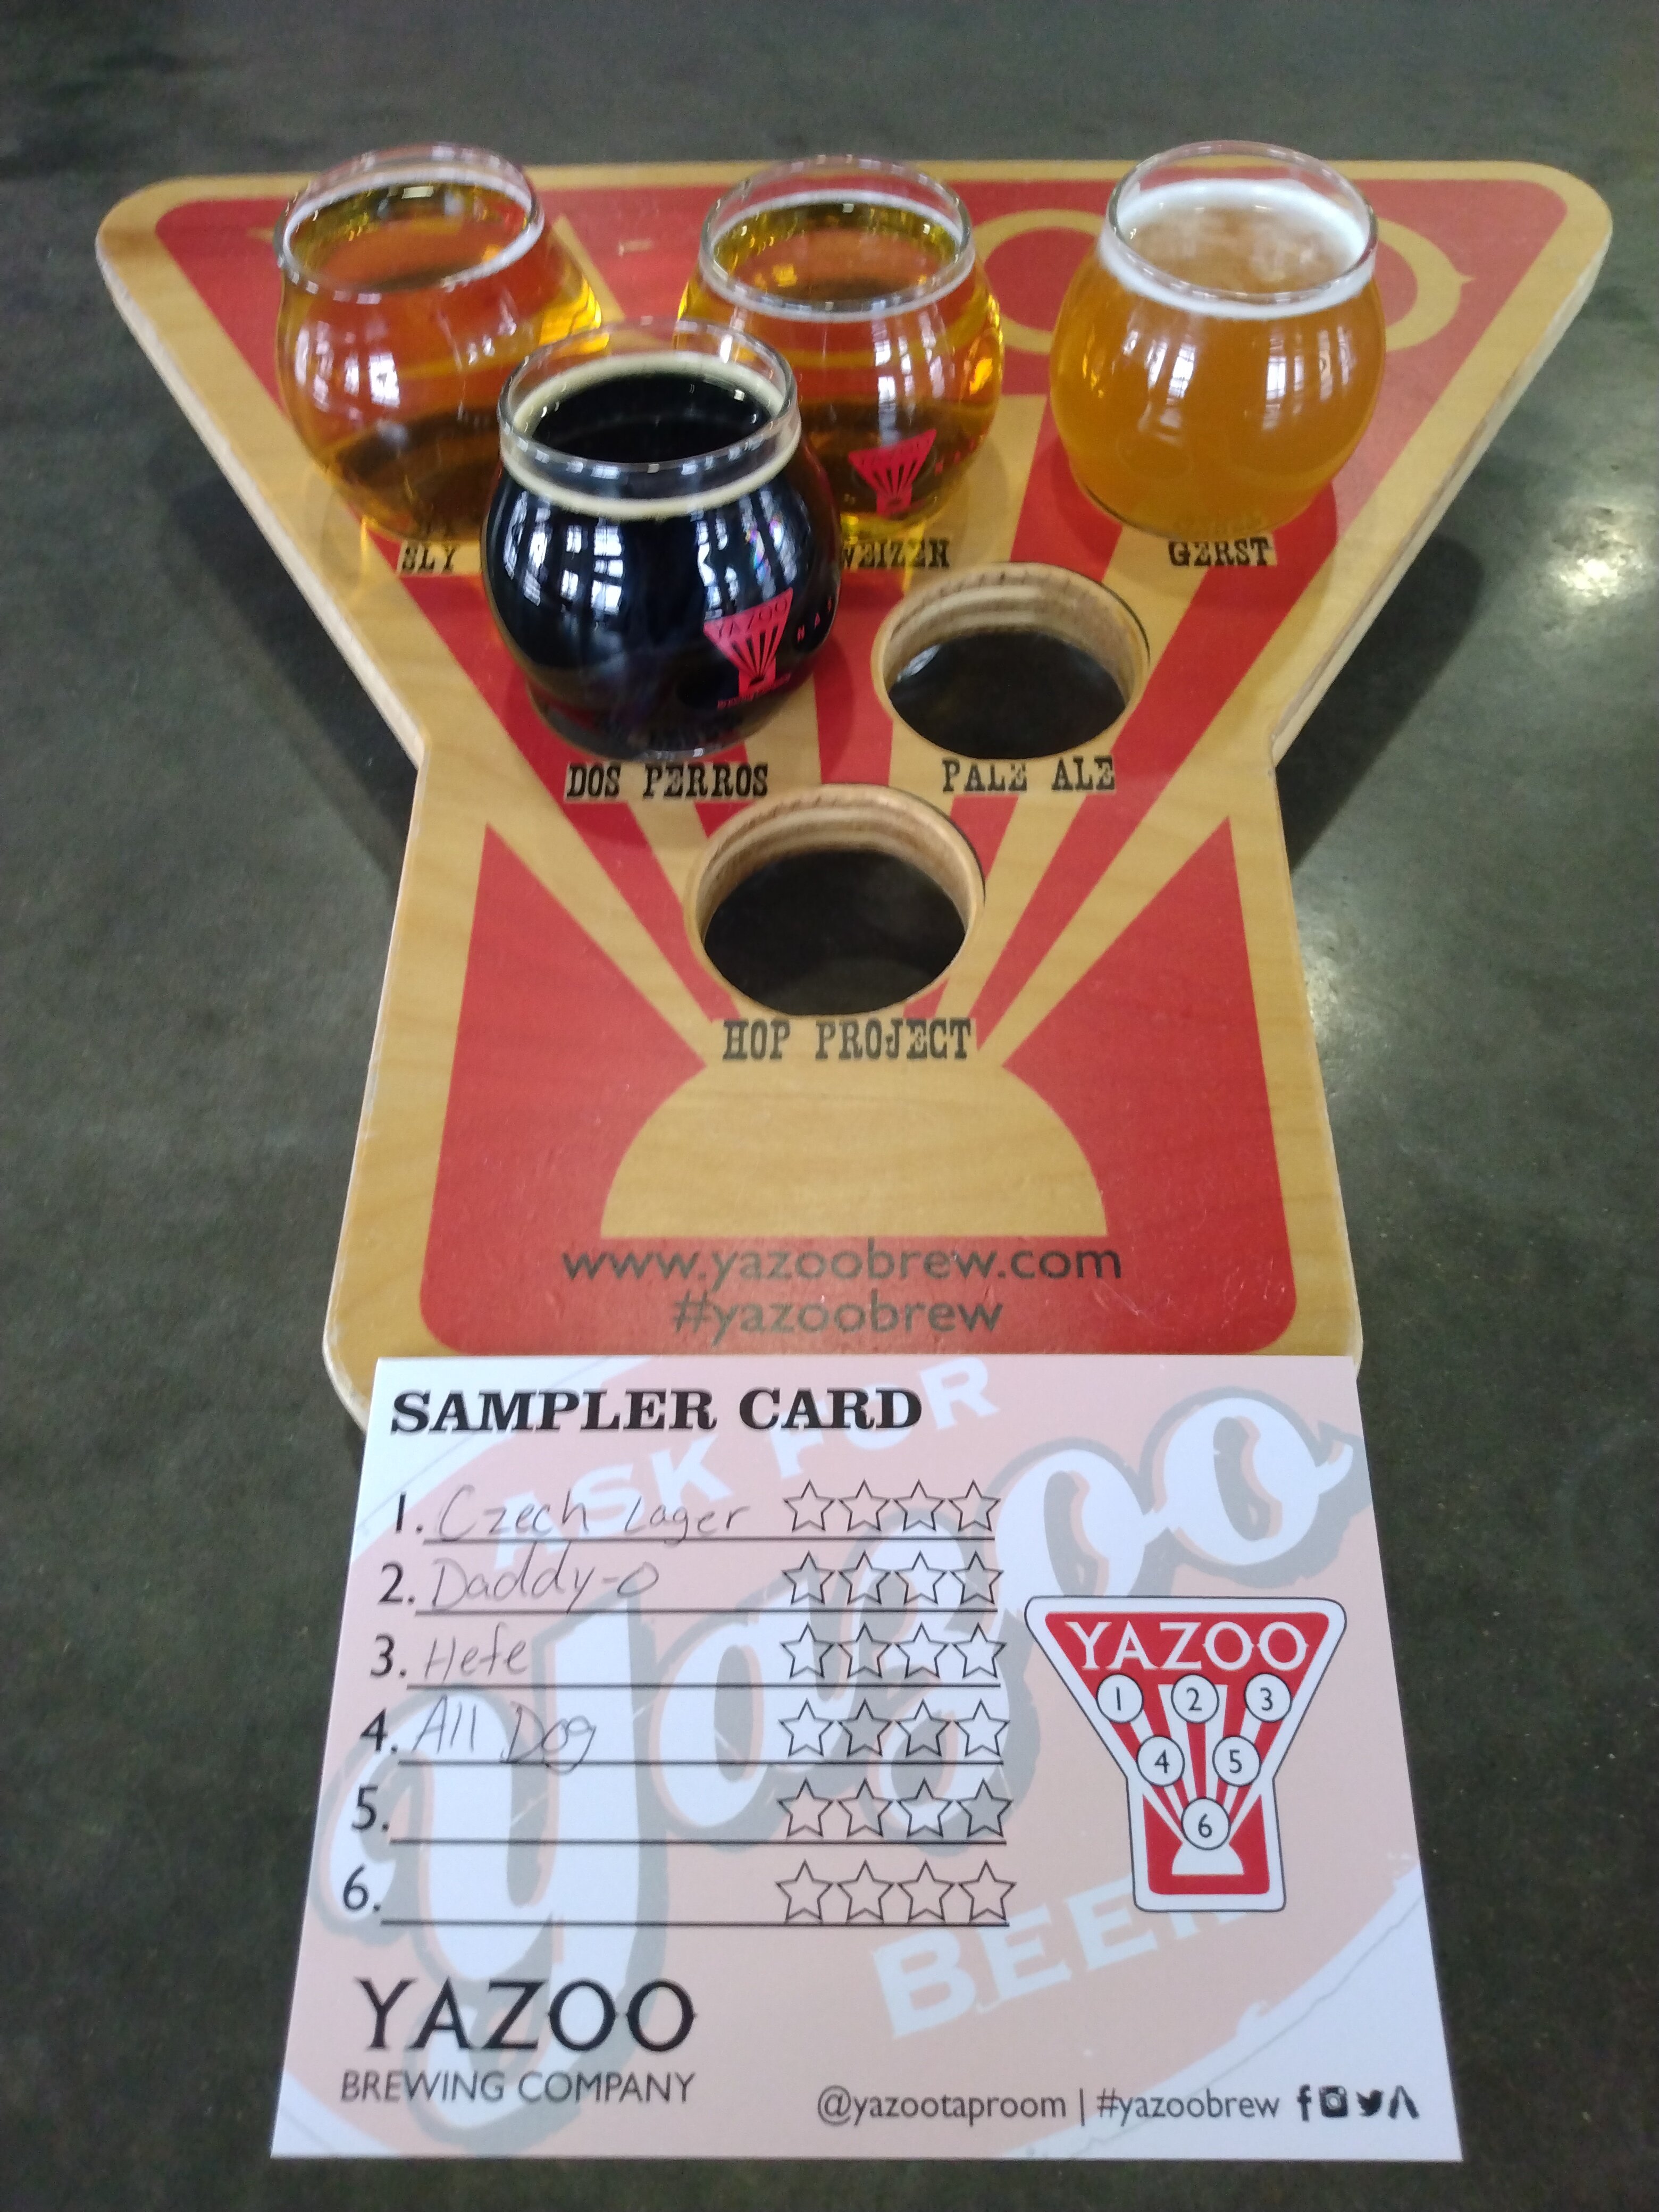 SLY
WEIZEN
GERST
YAZOO
DOS PERROS
PALE ALE
HOP PROJECT
www.yazoobrew.com
#yazoobrew
SAMPLER CARD
ASK FOR
yazoo
BEER
1. Czech Lager
2. Daddy-o
3. Hefe
4. All Dog
5.
6.
YAZOO
1 2 3
4 5
6
YAZOO
BREWING COMPANY
@yazootaproom | #yazoobrew